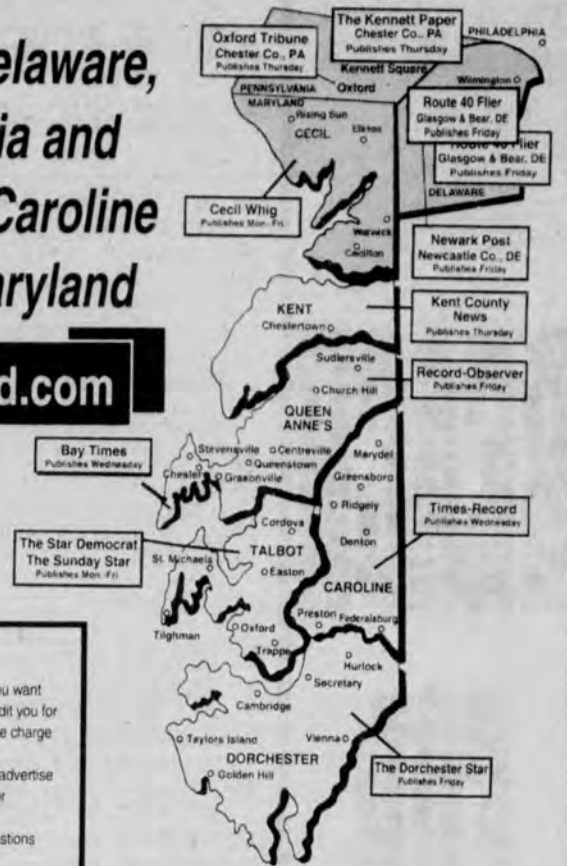 elaware,
ia and
Caroline
aryland
d.com
The Kennett Paper
Chester Co., PA
Publishes Thursday
PHILADELPHIA
Oxford Tribune
Chester Co., PA
Publishes Thursday
Kennett Square
Wilmington
PENNSYLVANIA
Oxford
MARYLAND
Rising Sun
CECIL
Elkton
Route 40 Flier
Glasgow & Bear, DE
Publishes Friday
Route 40 Flier
Glasgow & Bear, DE
Publishes Friday
DELAWARE
Cecil Whig
Publishes Mon.-Fri.
Warwick
Cecilton
Newark Post
Newcaatle Co., DE
Publishes Friday
KENT
Chestertown
Kent County
News
Publishes Thursday
Sudlersville
Church Hill
Record-Observer
Publishes Friday
QUEEN
ANNE'S
Bay Times
Publishes Wednesday
Stevensville
Centreville
Marydel
Chester
Queenstown
Grasonville
Greensboro
Ridgely
Cordova
Times-Record
Publishes Wednesday
The Star Democrat
The Sunday Star
Publishes Mon.-Fri.
St. Michaels
TALBOT
Denton
Easton
CAROLINE
Tilghman
Oxford
Preston
Federalsburg
Trappe
Hurlock
Secretary
Cambridge
Taylors Island
Vienna
DORCHESTER
Golden Hill
The Dorchester Star
Publishes Friday
ou want
dit you for
e charge
advertise
r
stions